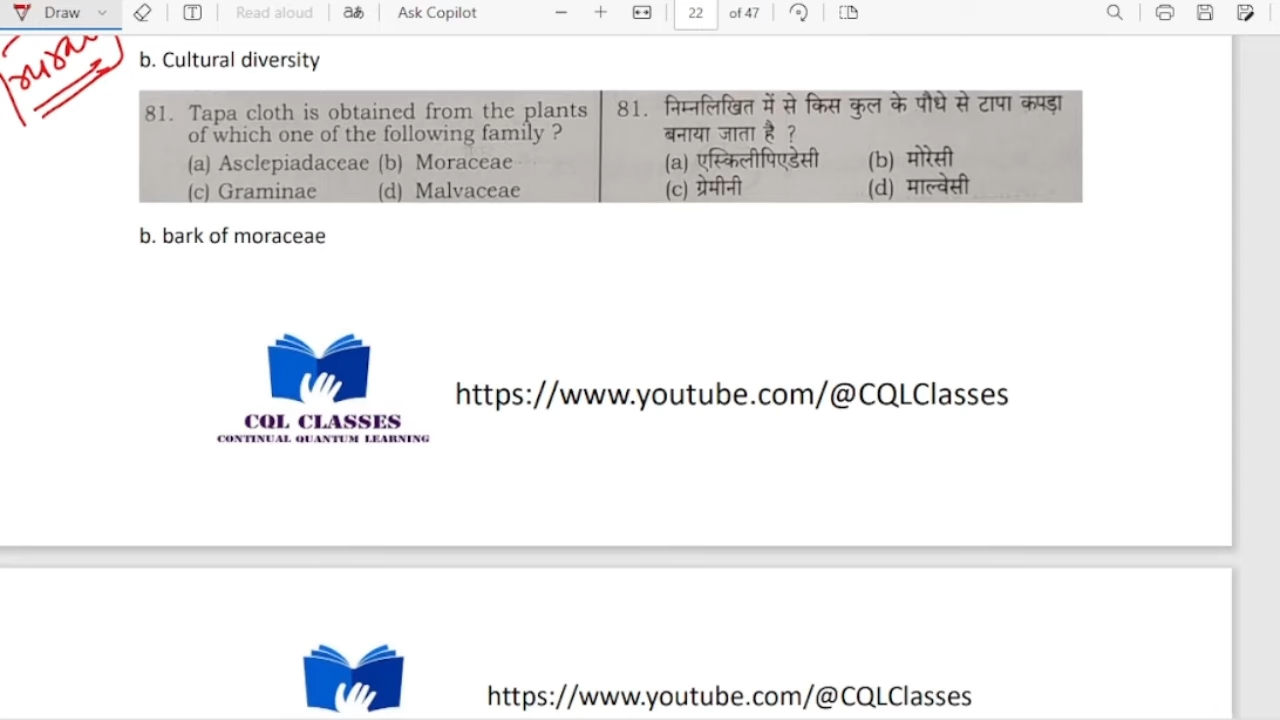 Draw
Read aloud
Ask Copilot
22
of 47
b. Cultural diversity
81. Tapa cloth is obtained from the plants
of which one of the following family ?
(a) Asclepiadaceae (b) Moraceae
(c) Graminae (d) Malvaceae
81. निम्नलिखित में से किस कुल के पौधे से टापा कपड़ा
बनाया जाता है ?
(a) एस्किलीपिएडेसी (b) मोरेसी
(c) ग्रेमीनी (d) माल्वेसी
b. bark of moraceae
CQL CLASSES
CONTINUAL QUANTUM LEARNING
https://www.youtube.com/@CQLClasses
https://www.youtube.com/@CQLClasses